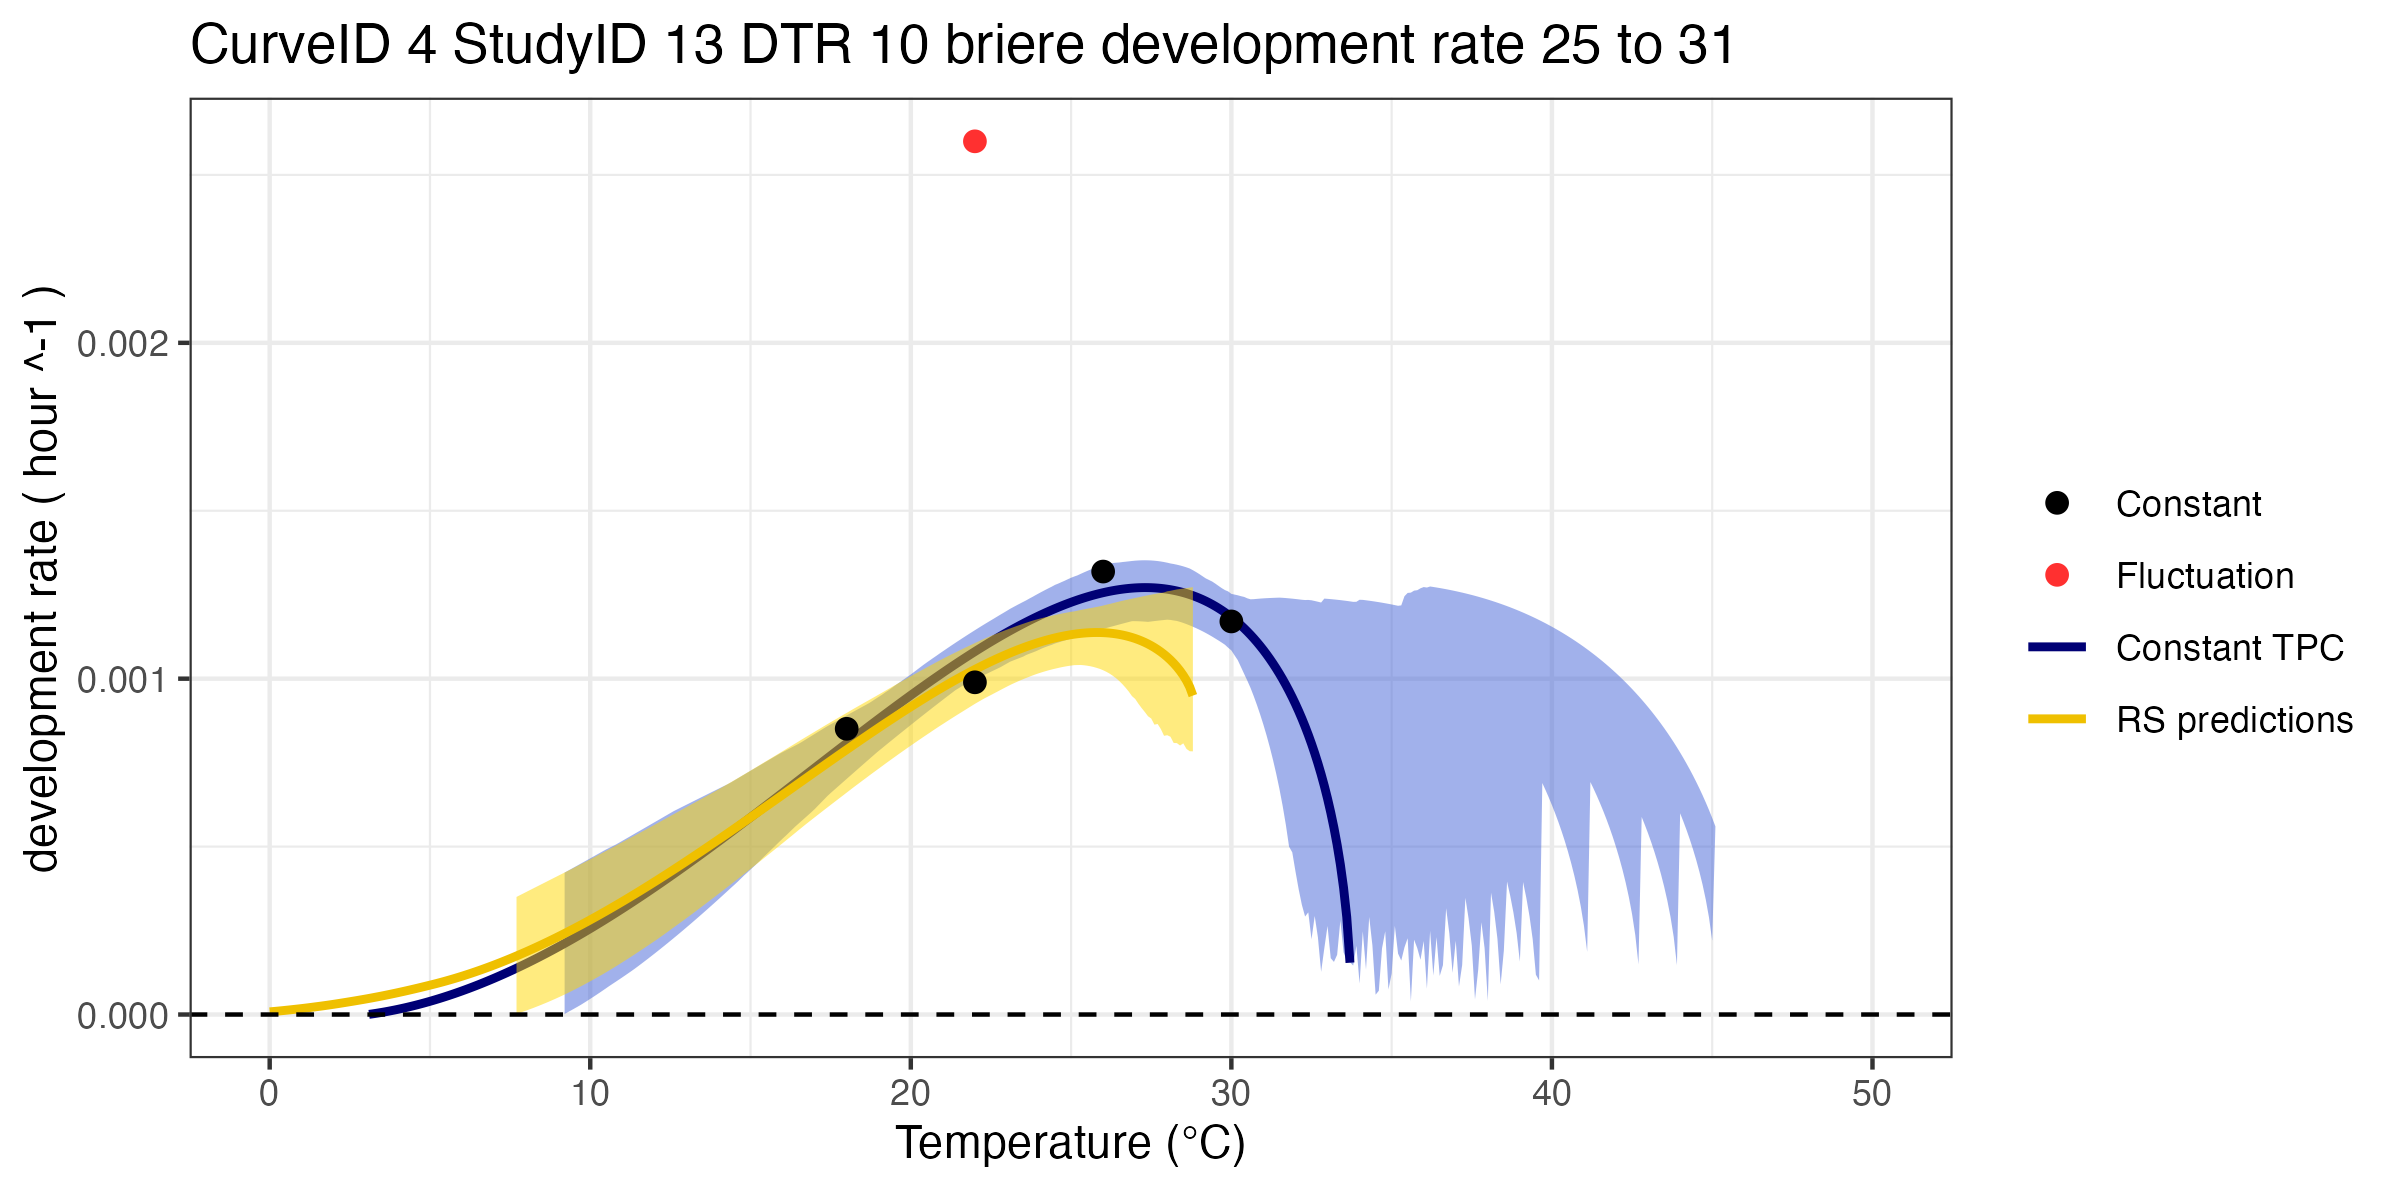 CurveID 4 StudyID 13 DTR 10 briere development rate 25 to 31
development rate ( hour ^-1 )
0.002
0.001
0.000
0 10 20 30 40 50
Temperature (°C)
Constant
Fluctuation
Constant TPC
RS predictions